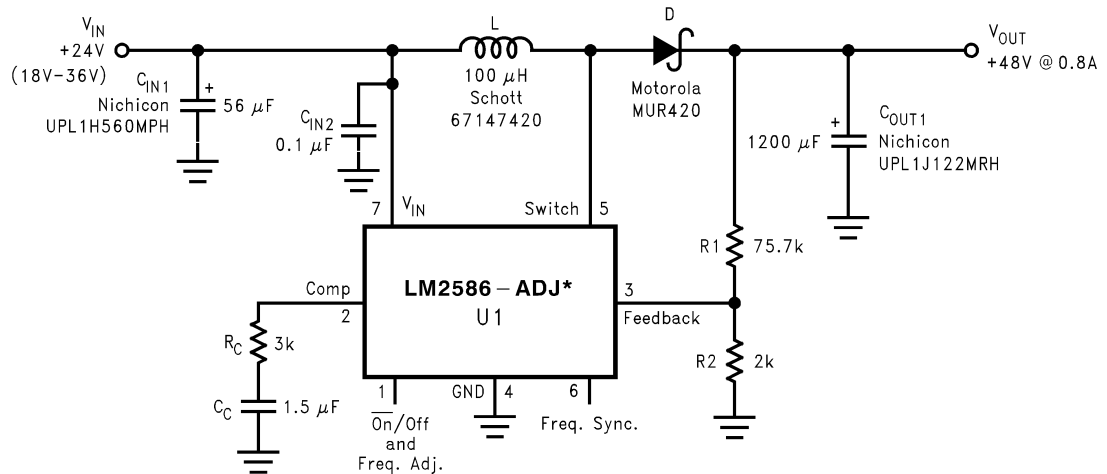 V_IN
+24V
(18V–36V)
C_IN1
Nichicon
UPL1H560MPH
+
56 μF
C_IN2
0.1 μF
L
100 μH
Schott
67147420
D
Motorola
MUR420
V_OUT
+48V @ 0.8A
+
1200 μF
C_OUT1
Nichicon
UPL1J122MRH
7
V_IN
Switch
5
R1
75.7k
LM2586–ADJ*
U1
Comp
2
3
Feedback
R_C
3k
C_C
1.5 μF
R2
2k
1
On/Off
and
Freq. Adj.
GND
4
6
Freq. Sync.